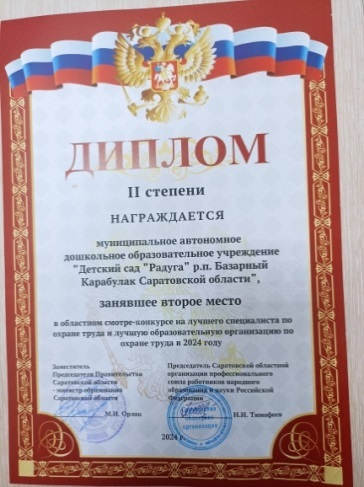 ДИПЛОМ
II степени
НАГРАЖДАЕТСЯ
муниципальное автономное
дошкольное образовательное учреждение
"Детский сад "Радуга" р.п. Базарный
Карабулак Саратовской области",
занявшее второе место
в областном смотре-конкурсе на лучшего специалиста по
охране труда и лучшую образовательную организацию по
охране труда в 2024 году
Заместитель
Председателя Правительства
Саратовской области
- министр образования
Саратовской области
М.И. Орлов
Председатель Саратовской областной
организации профессионального
союза работников народного
образования и науки Российской
Федерации
Н.Н. Тимофеев
2024 г.